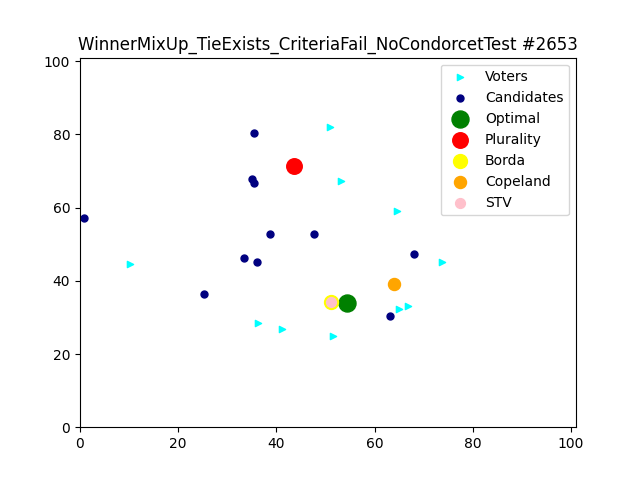 WinnerMixUp_TieExists_CriteriaFail_NoCondorcetTest #2653
Voters
Candidates
Optimal
Plurality
Borda
Copeland
STV
100
80
60
40
20
0
0 20 40 60 80 100